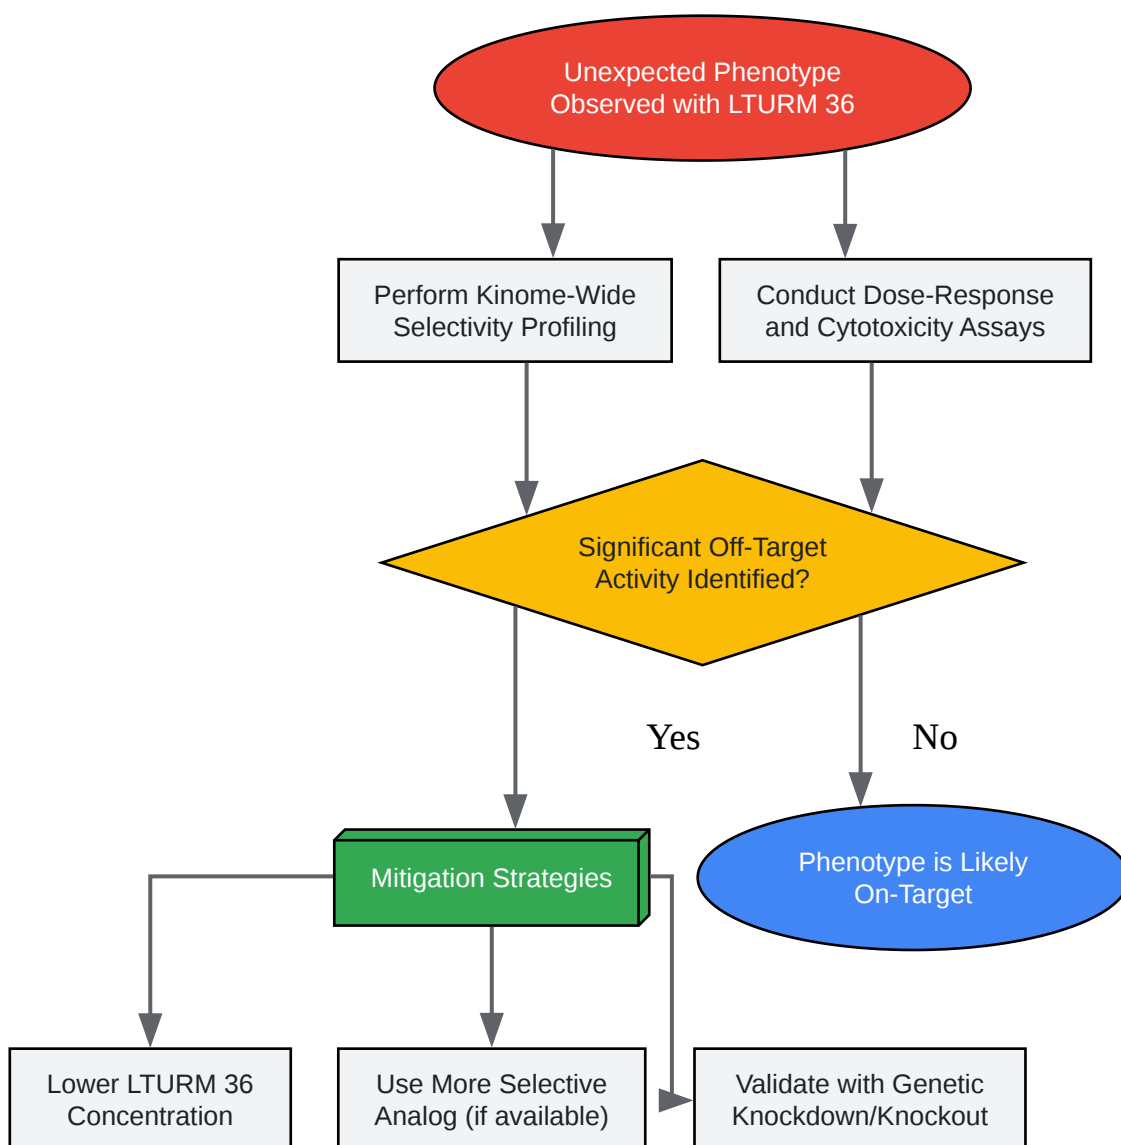 Unexpected Phenotype
Observed with LTURM 36
Perform Kinome-Wide
Selectivity Profiling
Conduct Dose-Response
and Cytotoxicity Assays
Significant Off-Target
Activity Identified?
Yes
No
Mitigation Strategies
Phenotype is Likely
On-Target
Lower LTURM 36
Concentration
Use More Selective
Analog (if available)
Validate with Genetic
Knockdown/Knockout